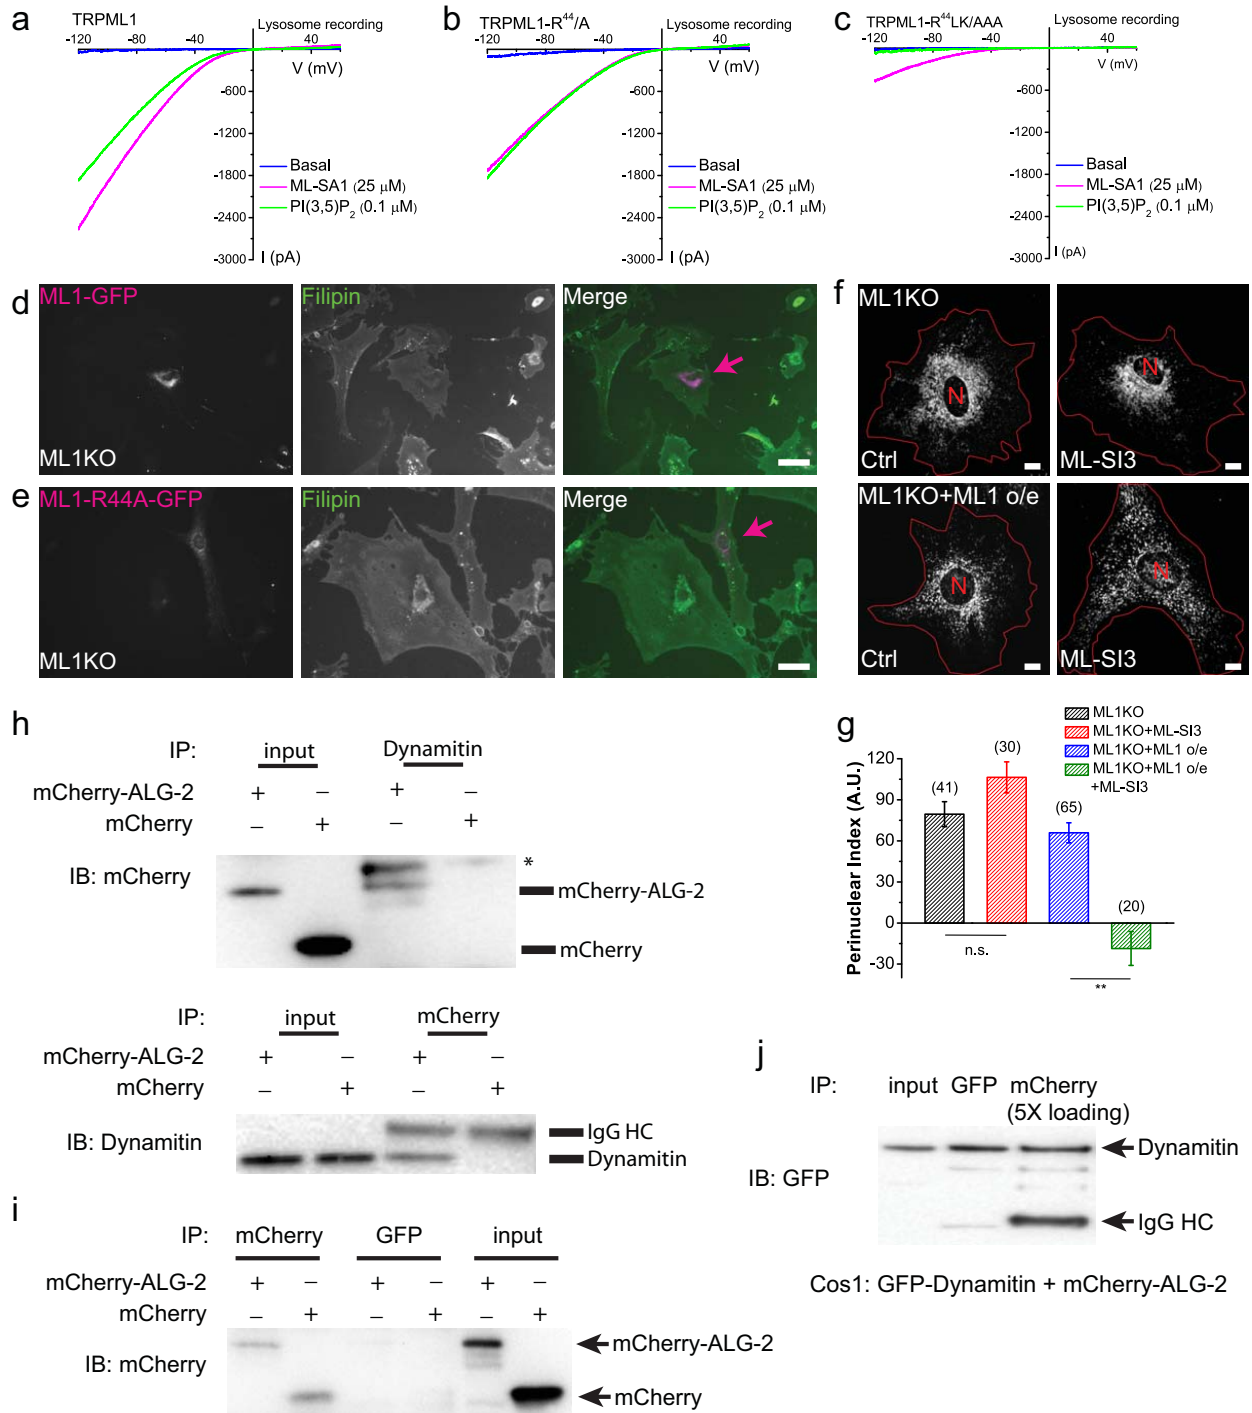 a
TRPML1
Lysosome recording
-120 -80 -40 40
V (mV)
-600
-1200
-1800
-2400
-3000
Basal
ML-SA1 (25 μM)
PI(3,5)P₂ (0.1 μM)
I (pA)
b
TRPML1-R⁴⁴/A
Lysosome recording
-120 -80 -40 40
V (mV)
-600
-1200
-1800
-2400
-3000
Basal
ML-SA1 (25 μM)
PI(3,5)P₂ (0.1 μM)
I (pA)
c
TRPML1-R⁴⁴LK/AAA
Lysosome recording
-120 -80 -40 40
V (mV)
-600
-1200
-1800
-2400
-3000
Basal
ML-SA1 (25 μM)
PI(3,5)P₂ (0.1 μM)
I (pA)
d
ML1-GFP
ML1KO
Filipin
Merge
e
ML1-R44A-GFP
ML1KO
Filipin
Merge
f
ML1KO
N
Ctrl
N
ML-SI3
ML1KO+ML1 o/e
N
Ctrl
N
ML-SI3
g
ML1KO
ML1KO+ML-SI3
ML1KO+ML1 o/e
ML1KO+ML1 o/e
+ML-SI3
Perinuclear Index (A.U.)
120
90
60
30
0
-30
(41)
(30)
(65)
(20)
n.s.
**
h
IP: input Dynamitin
mCherry-ALG-2 + – + –
mCherry – + – +
IB: mCherry
*
mCherry-ALG-2
mCherry
IP: input mCherry
mCherry-ALG-2 + – + –
mCherry – + – +
IB: Dynamitin
IgG HC
Dynamitin
i
IP: mCherry GFP input
mCherry-ALG-2 + – + – + –
mCherry – + – + – +
IB: mCherry
mCherry-ALG-2
mCherry
j
IP: input GFP mCherry
(5X loading)
IB: GFP
Dynamitin
IgG HC
Cos1: GFP-Dynamitin + mCherry-ALG-2